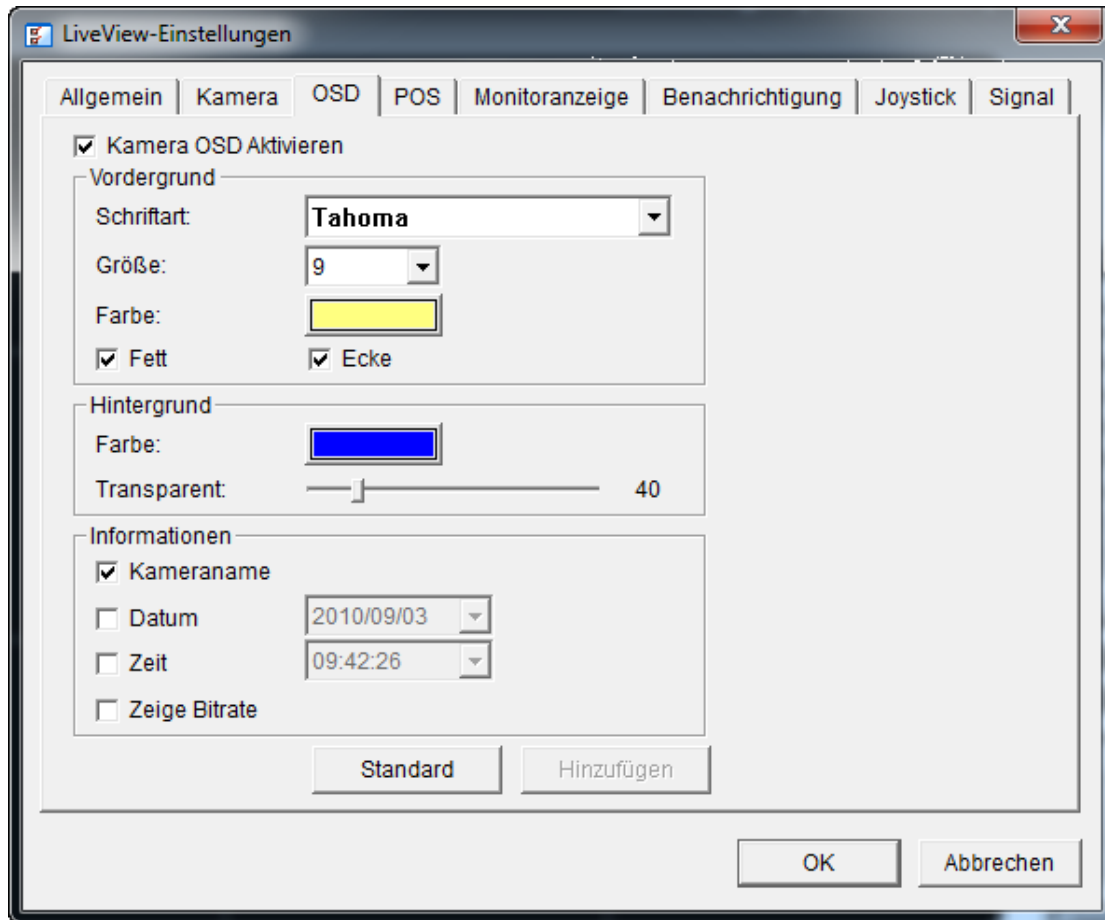 LiveView-Einstellungen
Allgemein Kamera OSD POS Monitoranzeige Benachrichtigung Joystick Signal
Kamera OSD Aktivieren
Vordergrund
Schriftart: Tahoma
Größe: 9
Farbe:
Fett Ecke
Hintergrund
Farbe:
Transparent: 40
Informationen
Kameraname
Datum 2010/09/03
Zeit 09:42:26
Zeige Bitrate
Standard Hinzufügen
OK Abbrechen